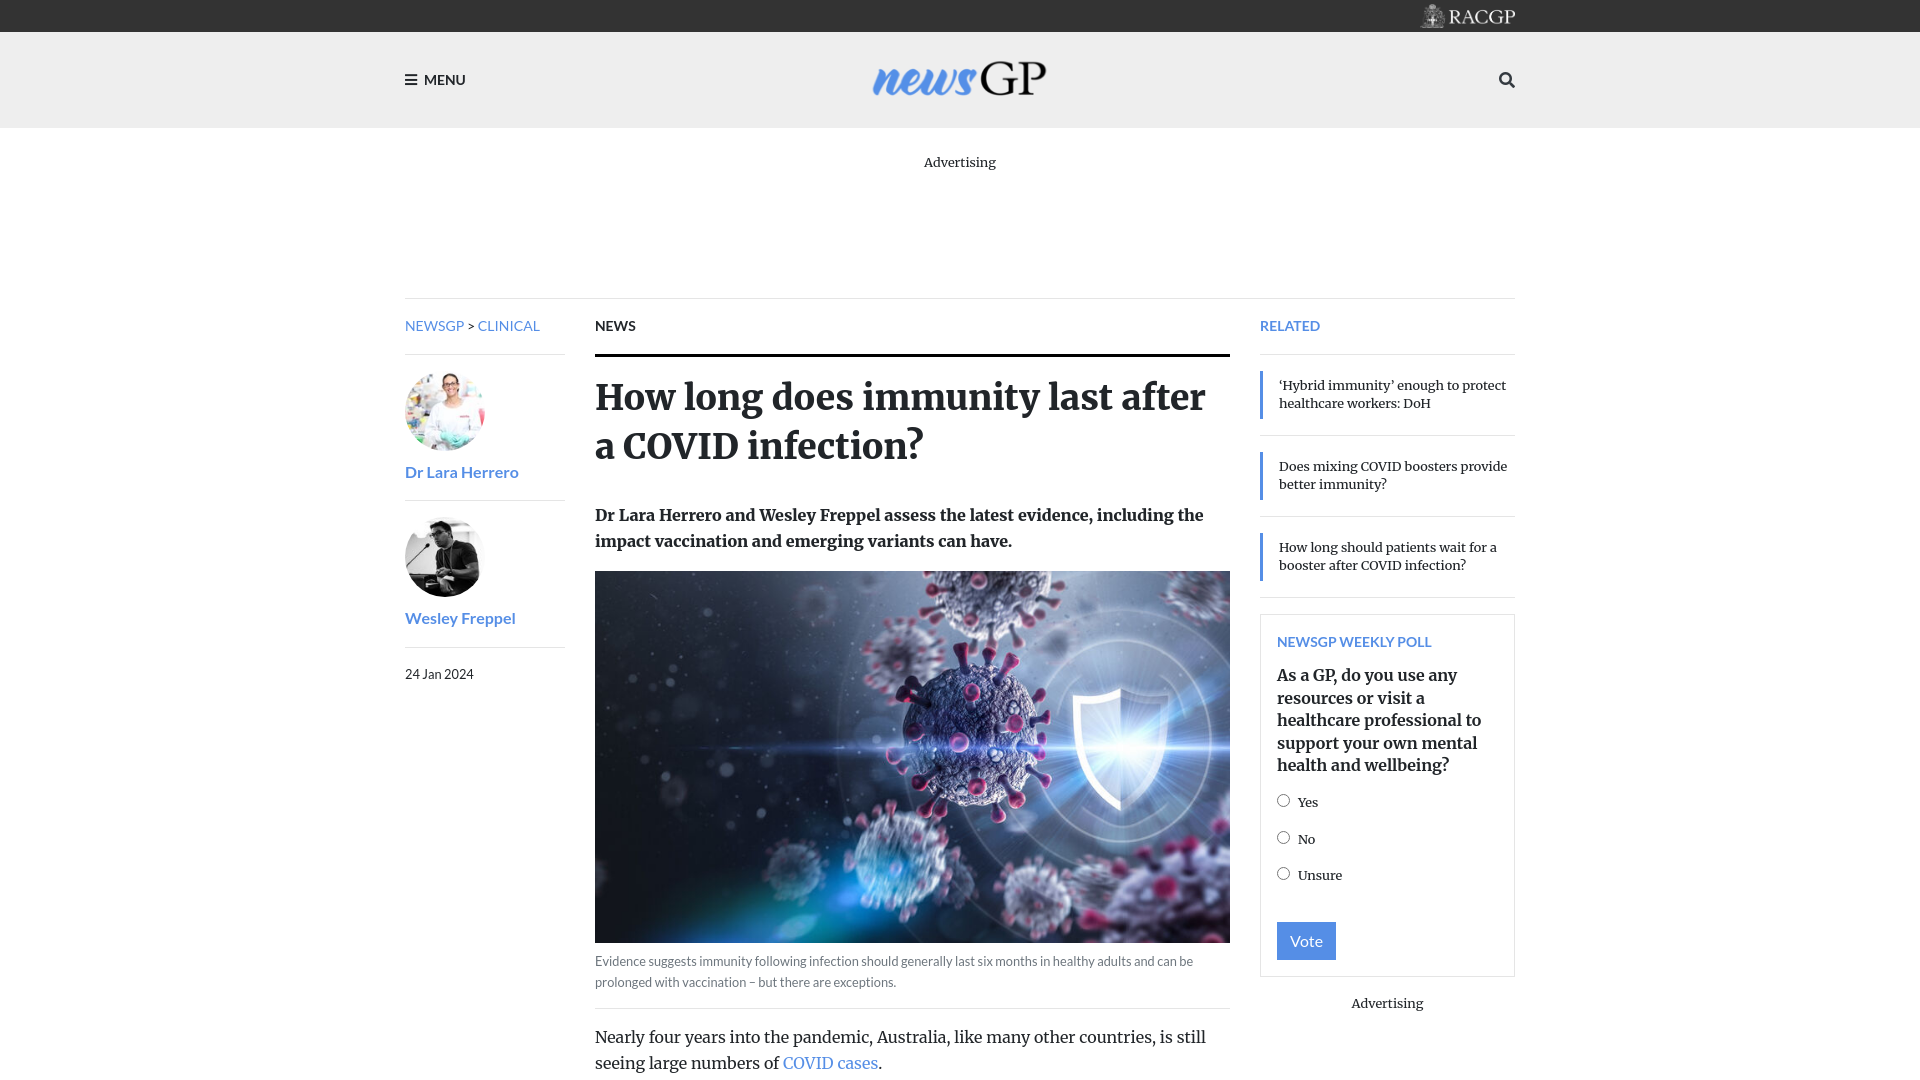 RACGP
MENU
newsGP
Advertising
NEWSGP > CLINICAL
Dr Lara Herrero
Wesley Freppel
24 Jan 2024
NEWS
How long does immunity last after
a COVID infection?
Dr Lara Herrero and Wesley Freppel assess the latest evidence, including the
impact vaccination and emerging variants can have.
Evidence suggests immunity following infection should generally last six months in healthy adults and can be
prolonged with vaccination – but there are exceptions.
Nearly four years into the pandemic, Australia, like many other countries, is still
seeing large numbers of COVID cases.
RELATED
‘Hybrid immunity’ enough to protect
healthcare workers: DoH
Does mixing COVID boosters provide
better immunity?
How long should patients wait for a
booster after COVID infection?
NEWSGP WEEKLY POLL
As a GP, do you use any
resources or visit a
healthcare professional to
support your own mental
health and wellbeing?
Yes
No
Unsure
Vote
Advertising